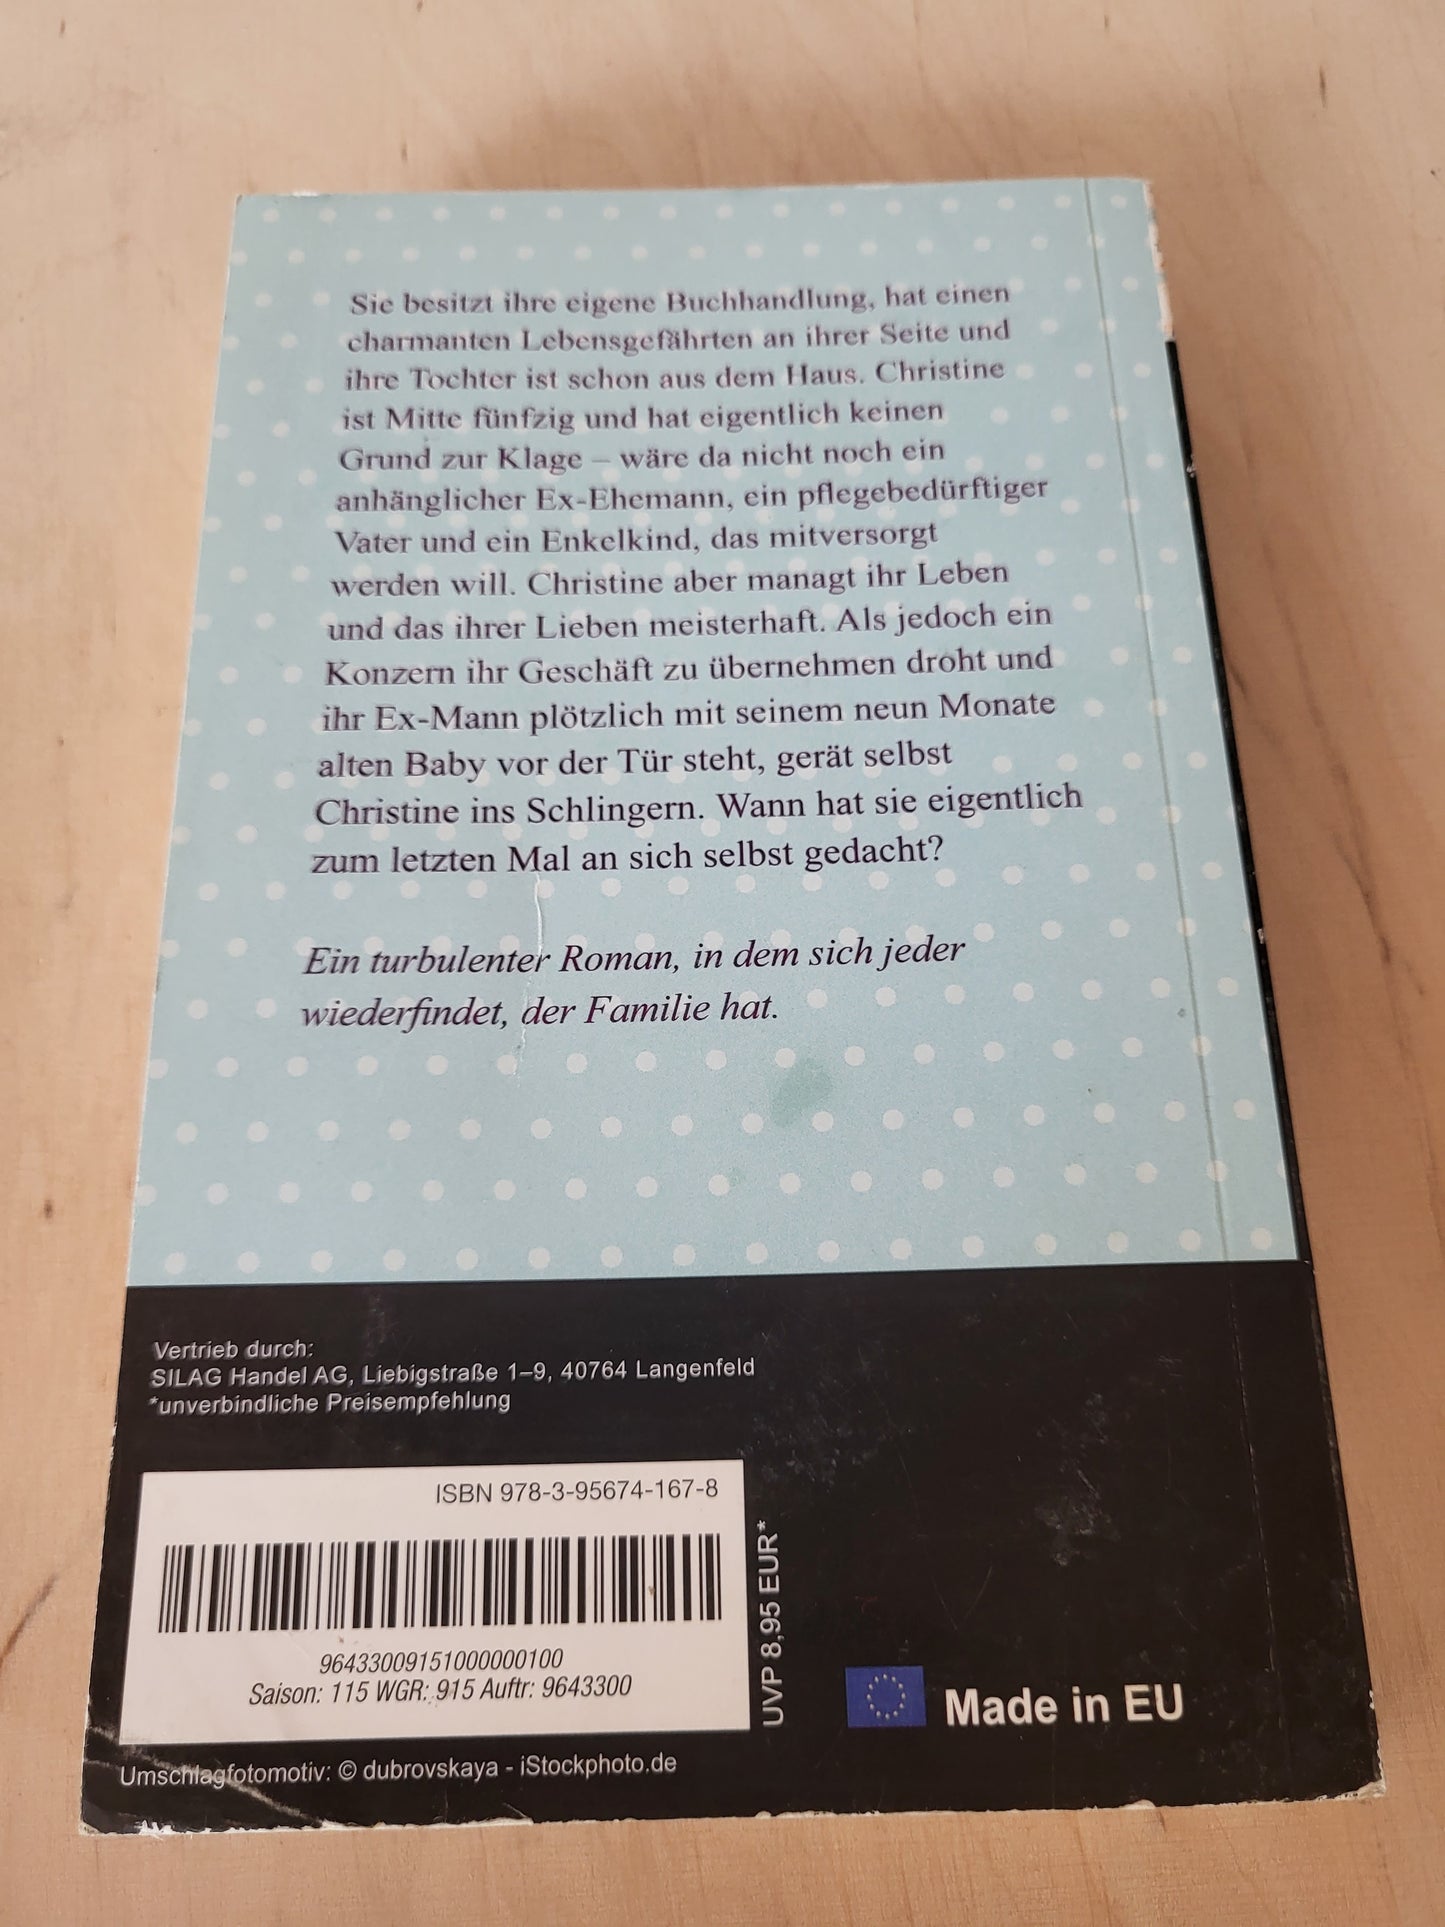 Sie besitzt ihre eigene Buchhandlung, hat einen
charmanten Lebensgefährten an ihrer Seite und
ihre Tochter ist schon aus dem Haus. Christine
ist Mitte fünfzig und hat eigentlich keinen
Grund zur Klage – wäre da nicht noch ein
anhänglicher Ex-Ehemann, ein pflegebedürftiger
Vater und ein Enkelkind, das mitversorgt
werden will. Christine aber managt ihr Leben
und das ihrer Lieben meisterhaft. Als jedoch ein
Konzern ihr Geschäft zu übernehmen droht und
ihr Ex-Mann plötzlich mit seinem neun Monate
alten Baby vor der Tür steht, gerät selbst
Christine ins Schlingern. Wann hat sie eigentlich
zum letzten Mal an sich selbst gedacht?
Ein turbulenter Roman, in dem sich jeder
wiederfindet, der Familie hat.
Vertrieb durch:
SILAG Handel AG, Liebigstraße 1–9, 40764 Langenfeld
*unverbindliche Preisempfehlung
ISBN 978-3-95674-167-8
96433009151000000100
Saison: 115 WGR: 915 Auftr: 9643300
UVP 8,95 EUR*
Made in EU
Umschlagfotomotiv: © dubrovskaya - iStockphoto.de